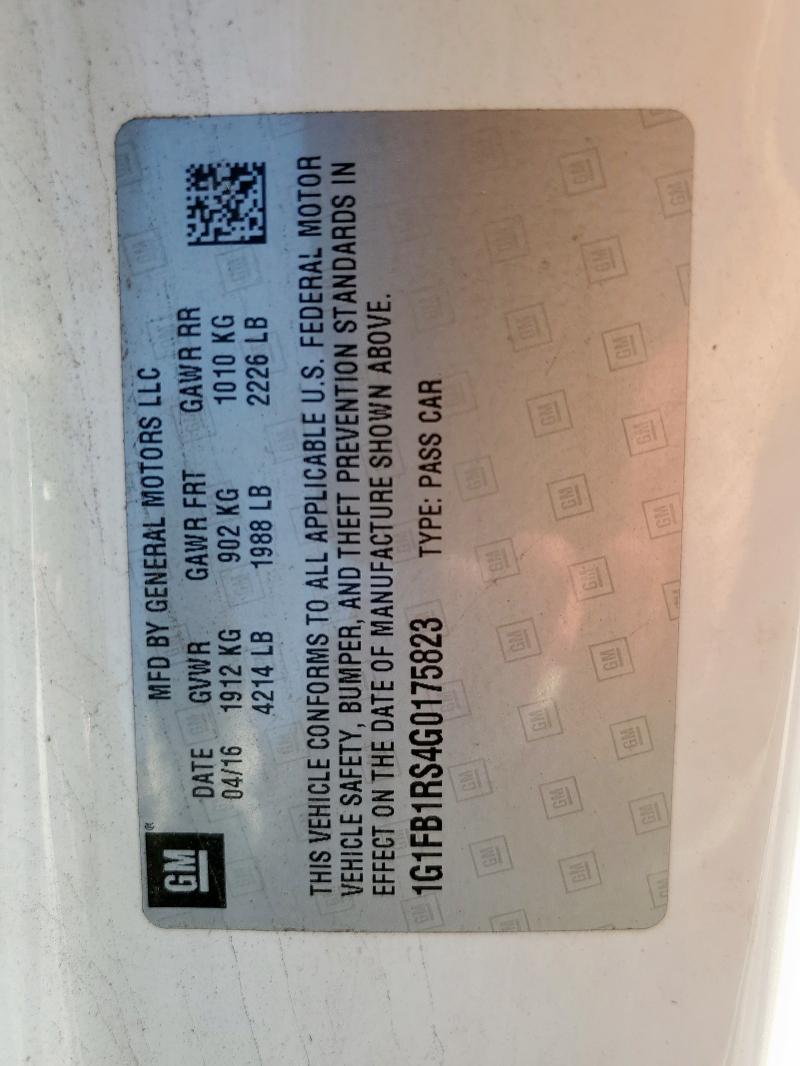 GM®
MFD BY GENERAL MOTORS LLC
DATE GVWR GAWR FRT GAWR RR
04/16 1912 KG 902 KG 1010 KG
4214 LB 1988 LB 2226 LB
THIS VEHICLE CONFORMS TO ALL APPLICABLE U.S. FEDERAL MOTOR
VEHICLE SAFETY, BUMPER, AND THEFT PREVENTION STANDARDS IN
EFFECT ON THE DATE OF MANUFACTURE SHOWN ABOVE.
1G1FB1RS4G0175823 TYPE: PASS CAR